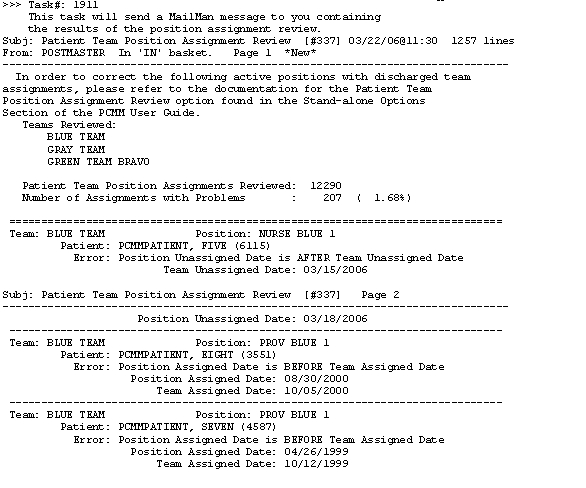 >>> Task#: 1911
This task will send a MailMan message to you containing
the results of the position assignment review.
Subj: Patient Team Position Assignment Review [#337] 03/22/06@11:30 1257 lines
From: POSTMASTER In 'IN' basket. Page 1 *New*
-------------------------------------------------------------------------------
In order to correct the following active positions with discharged team
assignments, please refer to the documentation for the Patient Team
Position Assignment Review option found in the Stand-alone Options
Section of the PCMM User Guide.
Teams Reviewed:
BLUE TEAM
GRAY TEAM
GREEN TEAM BRAVO
Patient Team Position Assignments Reviewed: 12290
Number of Assignments with Problems : 207 ( 1.68%)
==============================================================================
Team: BLUE TEAM Position: NURSE BLUE 1
Patient: PCMMPATIENT, FIVE (6115)
Error: Position Unassigned Date is AFTER Team Unassigned Date
Team Unassigned Date: 03/15/2006
Subj: Patient Team Position Assignment Review [#337] Page 2
-------------------------------------------------------------------------------
Position Unassigned Date: 03/18/2006
------------------------------------------------------------------------------
Team: BLUE TEAM Position: PROV BLUE 1
Patient: PCMMPATIENT, EIGHT (3551)
Error: Position Assigned Date is BEFORE Team Assigned Date
Position Assigned Date: 08/30/2000
Team Assigned Date: 10/05/2000
------------------------------------------------------------------------------
Team: BLUE TEAM Position: PROV BLUE 1
Patient: PCMMPATIENT, SEVEN (4587)
Error: Position Assigned Date is BEFORE Team Assigned Date
Position Assigned Date: 04/26/1999
Team Assigned Date: 10/12/1999